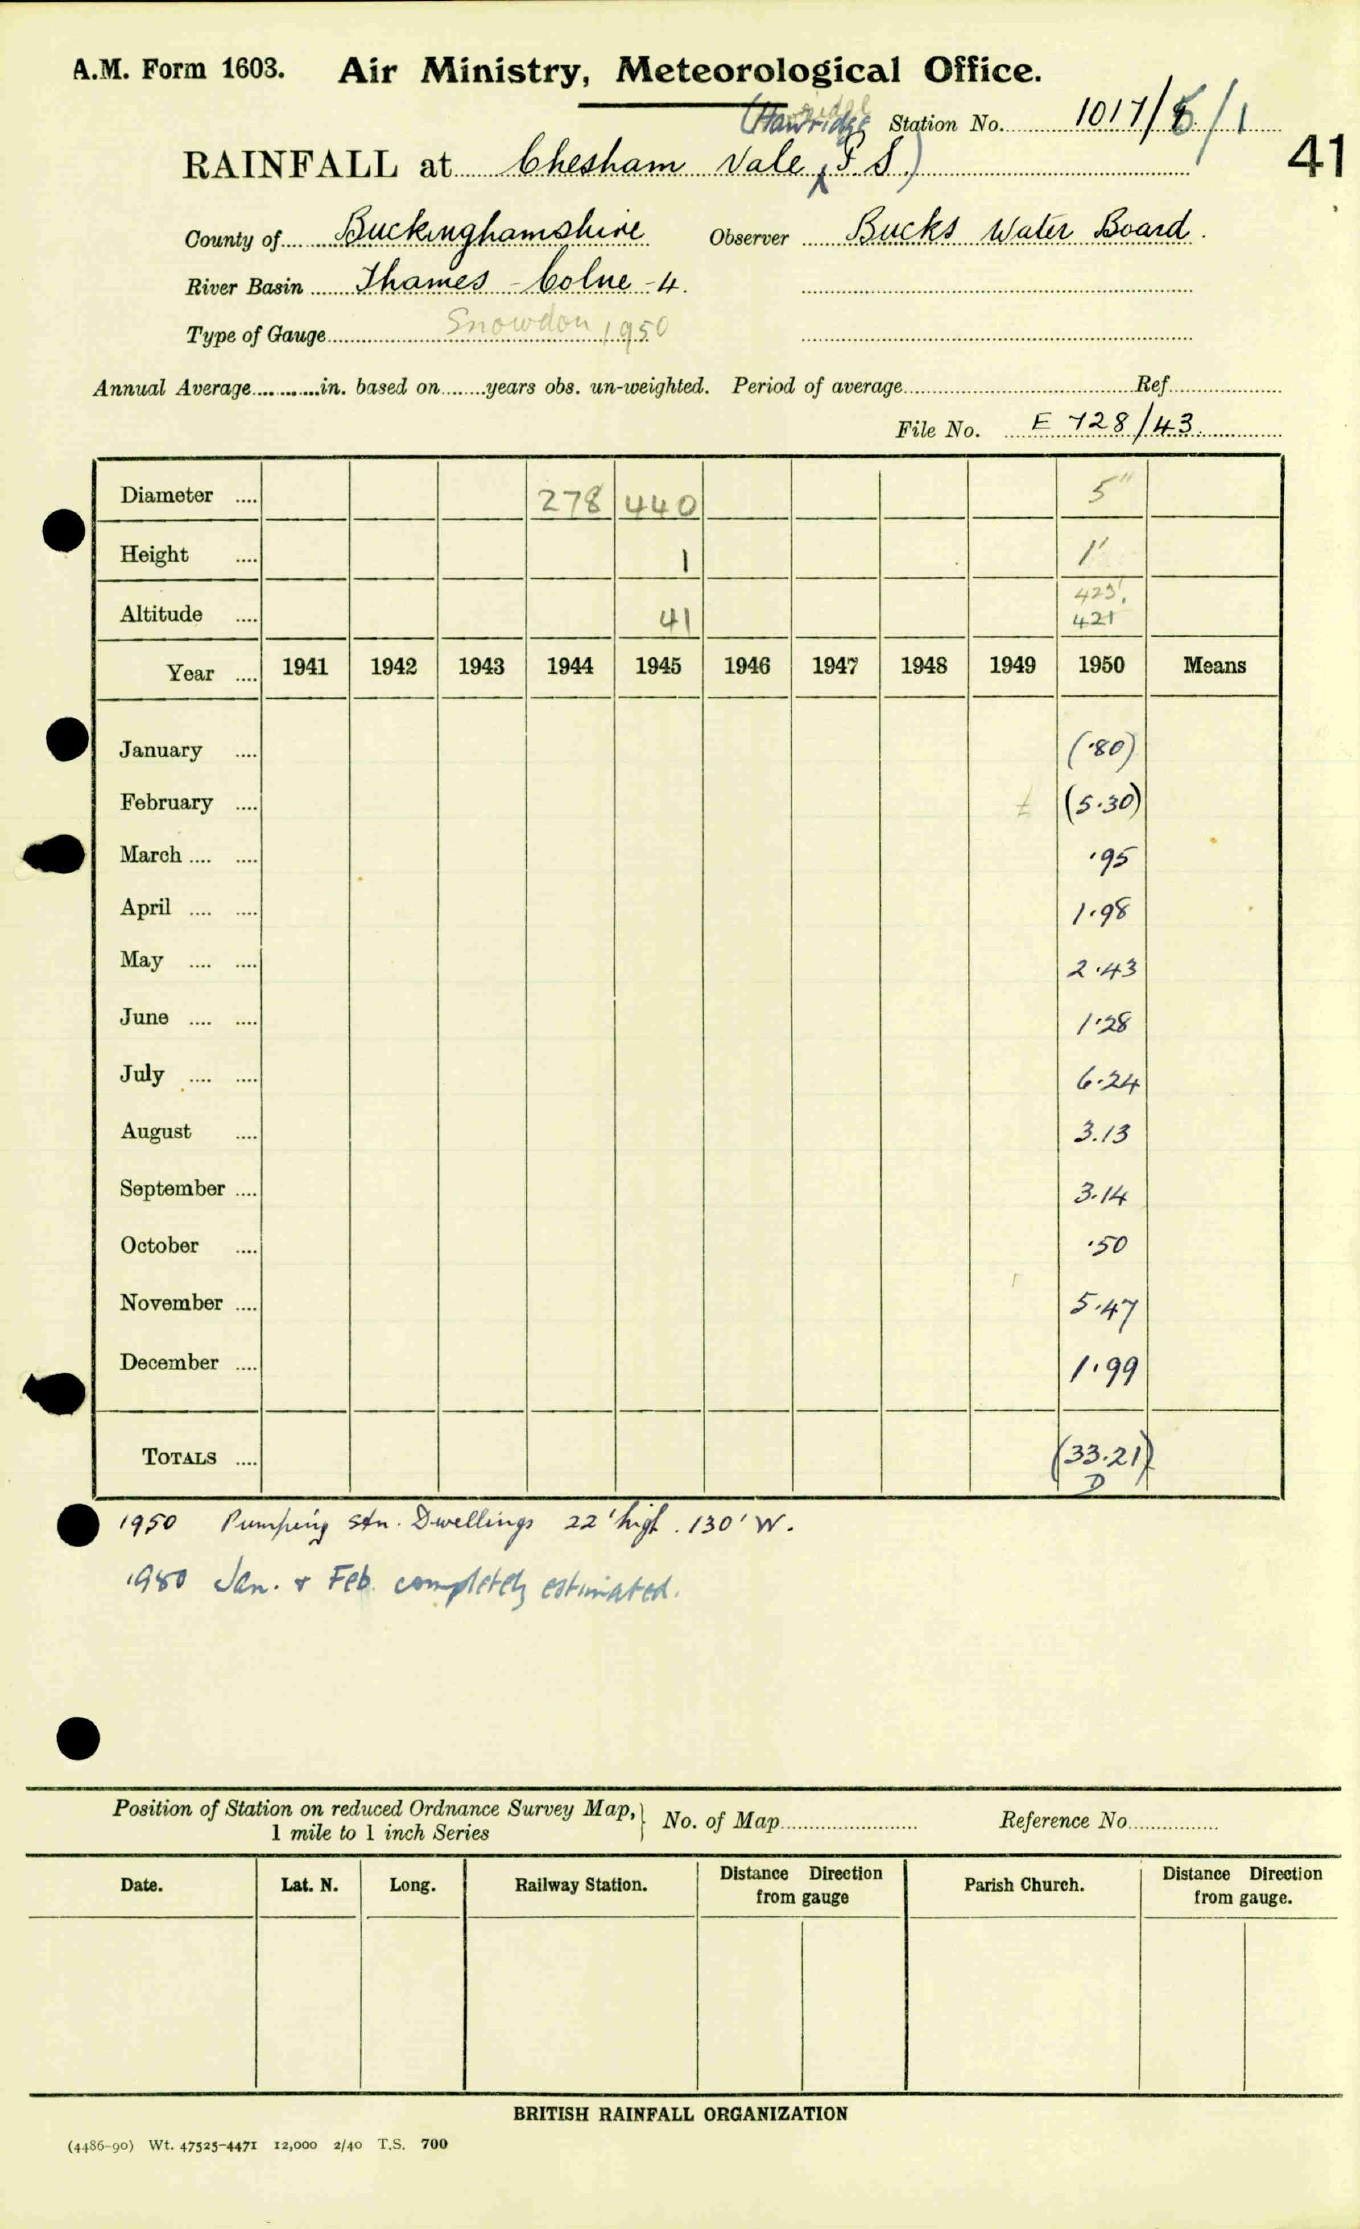 A.M. Form 1603. Air Ministry, Meteorological Office.
(Hawridge Station No. 1017/5/1
RAINFALL at Chesham Vale, P.S.)
41
County of Buckinghamshire Observer Bucks Water Board.
River Basin Thames - Colne - 4.
Type of Gauge Snowdon 1950
Annual Average............in. based on........years obs. un-weighted. Period of average............Ref............
File No. E 728/43
Diameter .... 278 440 5"
Height .... 1 1'
Altitude .... 41 423'. 421
Year .... 1941 1942 1943 1944 1945 1946 1947 1948 1949 1950 Means
January .... (·80)
February .... (5·30)
March .... .... ·95
April .... .... 1·98
May .... .... 2·43
June .... .... 1·28
July .... .... 6·24
August .... 3.13
September .... 3·14
October .... ·50
November .... 5·47
December .... 1·99
TOTALS .... (33·21)
D
1950 Pumping stn. Dwellings 22' high. 130' W.
1950 Jan. + Feb. completely estimated.
Position of Station on reduced Ordnance Survey Map, } No. of Map............ Reference No............
1 mile to 1 inch Series
Date. Lat. N. Long. Railway Station. Distance Direction from gauge Parish Church. Distance Direction from gauge.
BRITISH RAINFALL ORGANIZATION
(4486-90) Wt. 47525-4471 12,000 2/40 T.S. 700